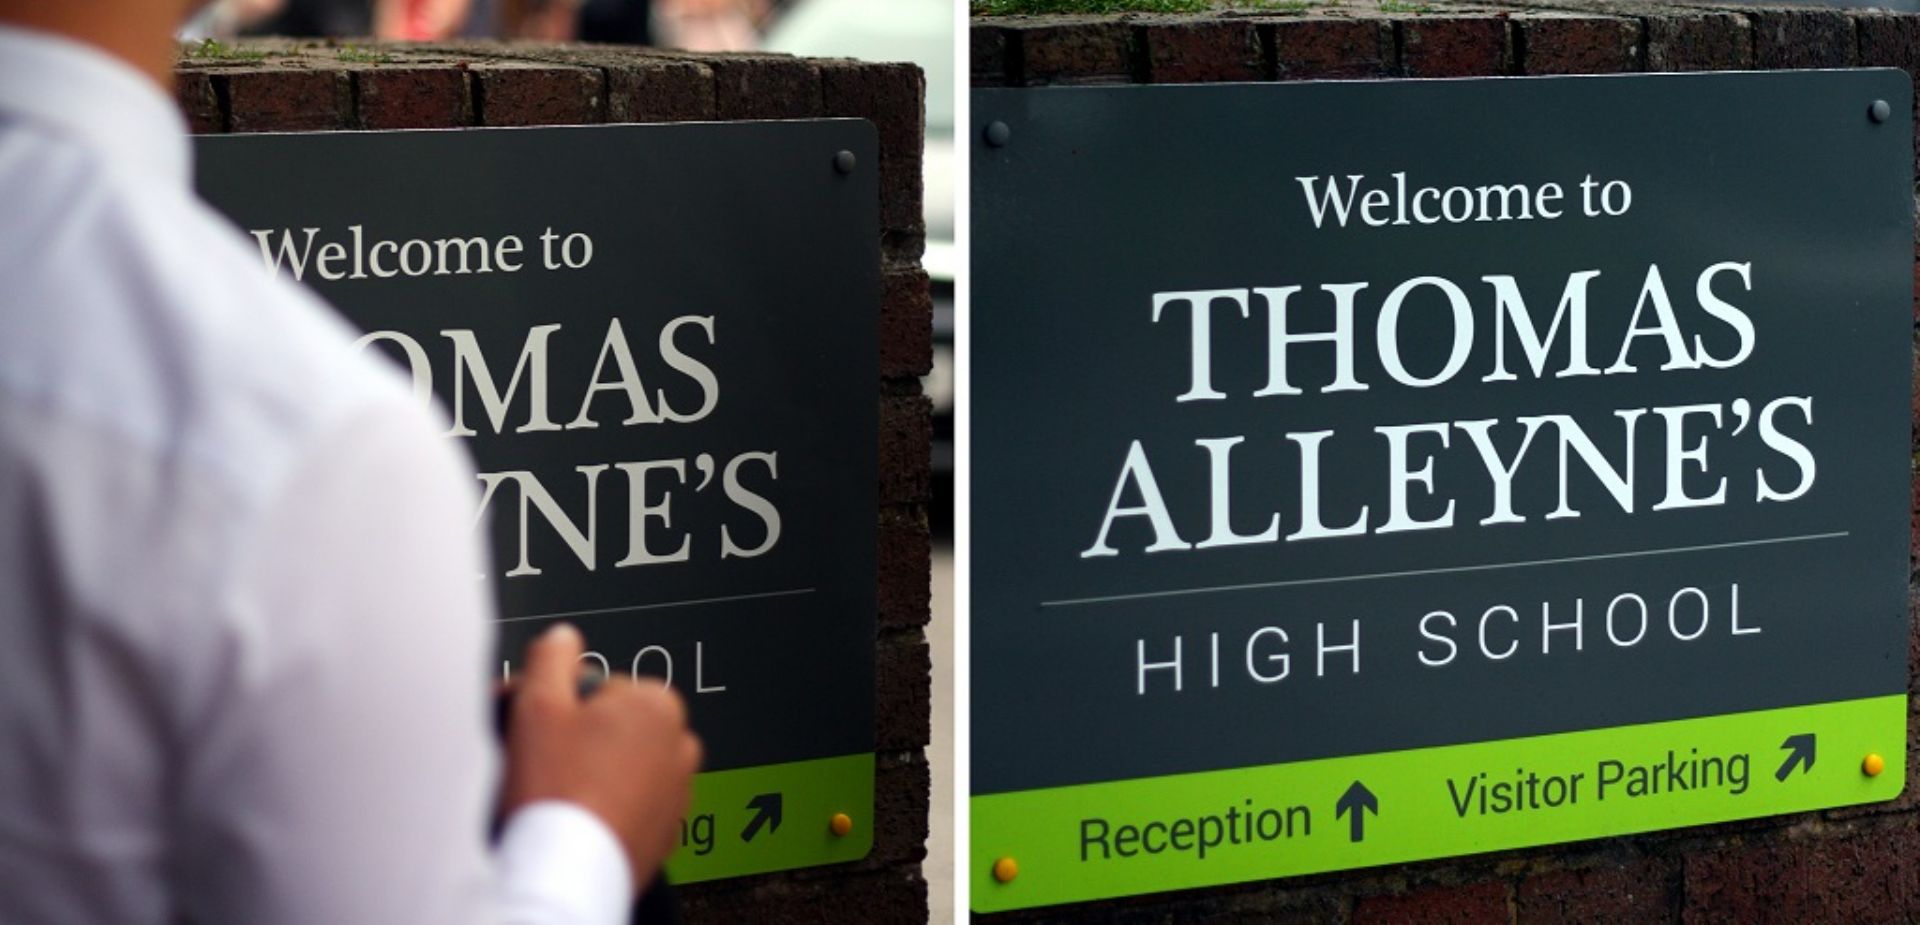 Welcome to
OMAS
YNE'S
OOL
ng
Welcome to
THOMAS
ALLEYNE'S
HIGH SCHOOL
Reception Visitor Parking